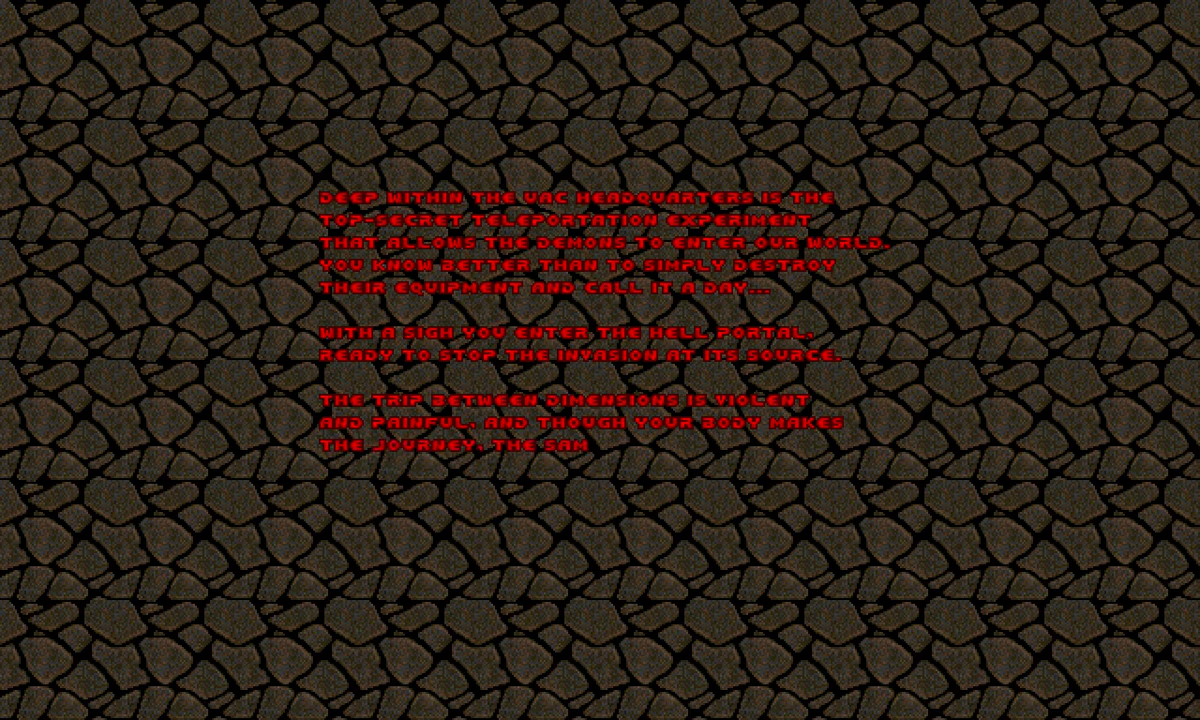 DEEP WITHIN THE UAC HEADQUARTERS IS THE
TOP-SECRET TELEPORTATION EXPERIMENT
THAT ALLOWS THE DEMONS TO ENTER OUR WORLD.
YOU KNOW BETTER THAN TO SIMPLY DESTROY
THEIR EQUIPMENT AND CALL IT A DAY...
WITH A SIGH YOU ENTER THE HELL PORTAL,
READY TO STOP THE INVASION AT ITS SOURCE.
THE TRIP BETWEEN DIMENSIONS IS VIOLENT
AND PAINFUL, AND THOUGH YOUR BODY MAKES
THE JOURNEY, THE SAM